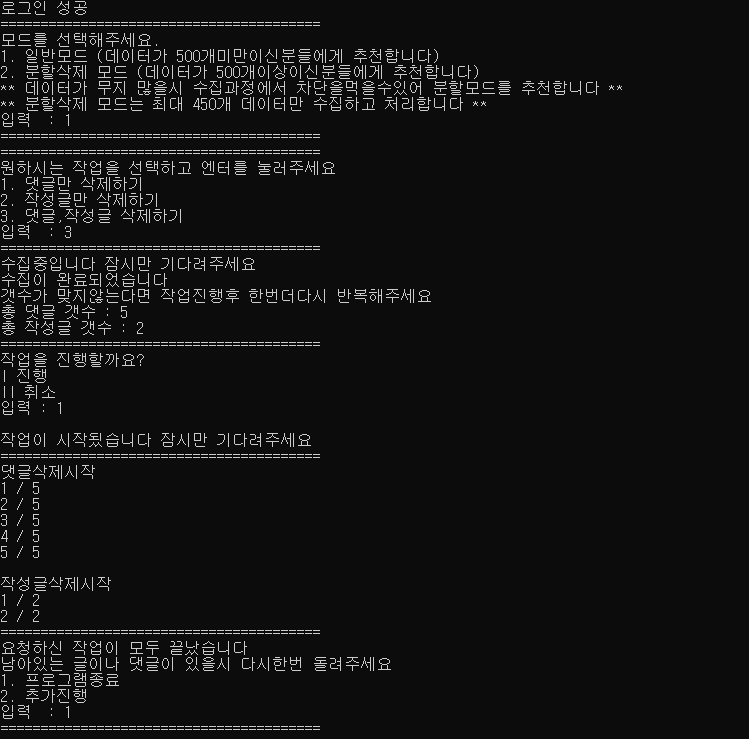 로그인 성공
========================================
모드를 선택해주세요.
1. 일반모드 (데이터가 500개미만이신분들에게 추천합니다)
2. 분할삭제 모드 (데이터가 500개이상이신분들에게 추천합니다)
** 데이터가 무지 많을시 수집과정에서 차단을먹을수있어 분할모드를 추천합니다 **
** 분할삭제 모드는 최대 450개 데이터만 수집하고 처리합니다 **
입력  : 1
========================================
========================================
원하시는 작업을 선택하고 엔터를 눌러주세요
1. 댓글만 삭제하기
2. 작성글만 삭제하기
3. 댓글,작성글 삭제하기
입력  : 3
========================================
수집중입니다 잠시만 기다려주세요
수집이 완료되었습니다
갯수가 맞지않는다면 작업진행후 한번더다시 반복해주세요
총 댓글 갯수 : 5
총 작성글 갯수 : 2
========================================
작업을 진행할까요?
| 진행
|| 취소
입력 : 1

작업이 시작됬습니다 잠시만 기다려주세요
========================================
댓글삭제시작
1 / 5
2 / 5
3 / 5
4 / 5
5 / 5

작성글삭제시작
1 / 2
2 / 2
========================================
요청하신 작업이 모두 끝났습니다
남아있는 글이나 댓글이 있을시 다시한번 돌려주세요
1. 프로그램종료
2. 추가진행
입력  : 1
========================================